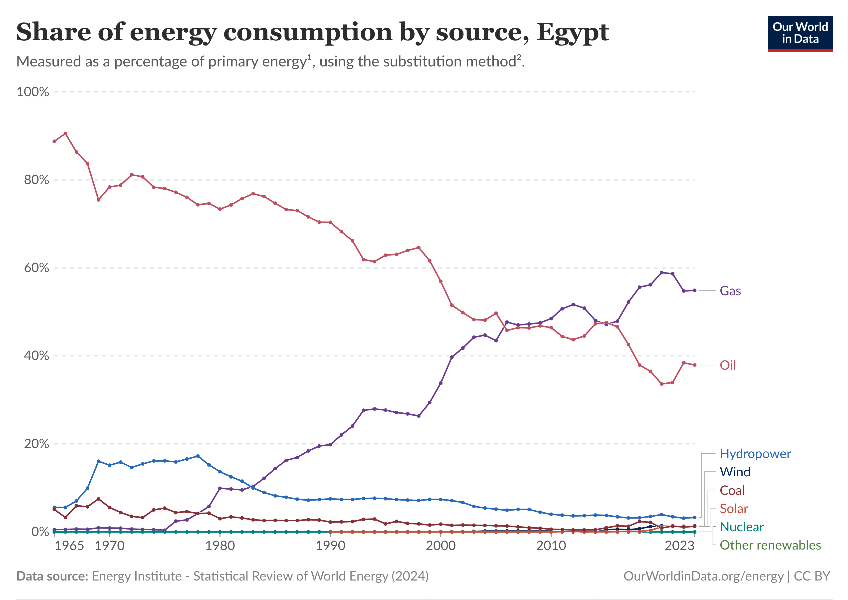 Share of energy consumption by source, Egypt
Measured as a percentage of primary energy¹, using the substitution method².
Our World
in Data
100%
80%
60%
40%
20%
0%
1965
1970
1980
1990
2000
2010
2023
Gas
Oil
Hydropower
Wind
Coal
Solar
Nuclear
Other renewables
Data source: Energy Institute - Statistical Review of World Energy (2024)
OurWorldinData.org/energy | CC BY